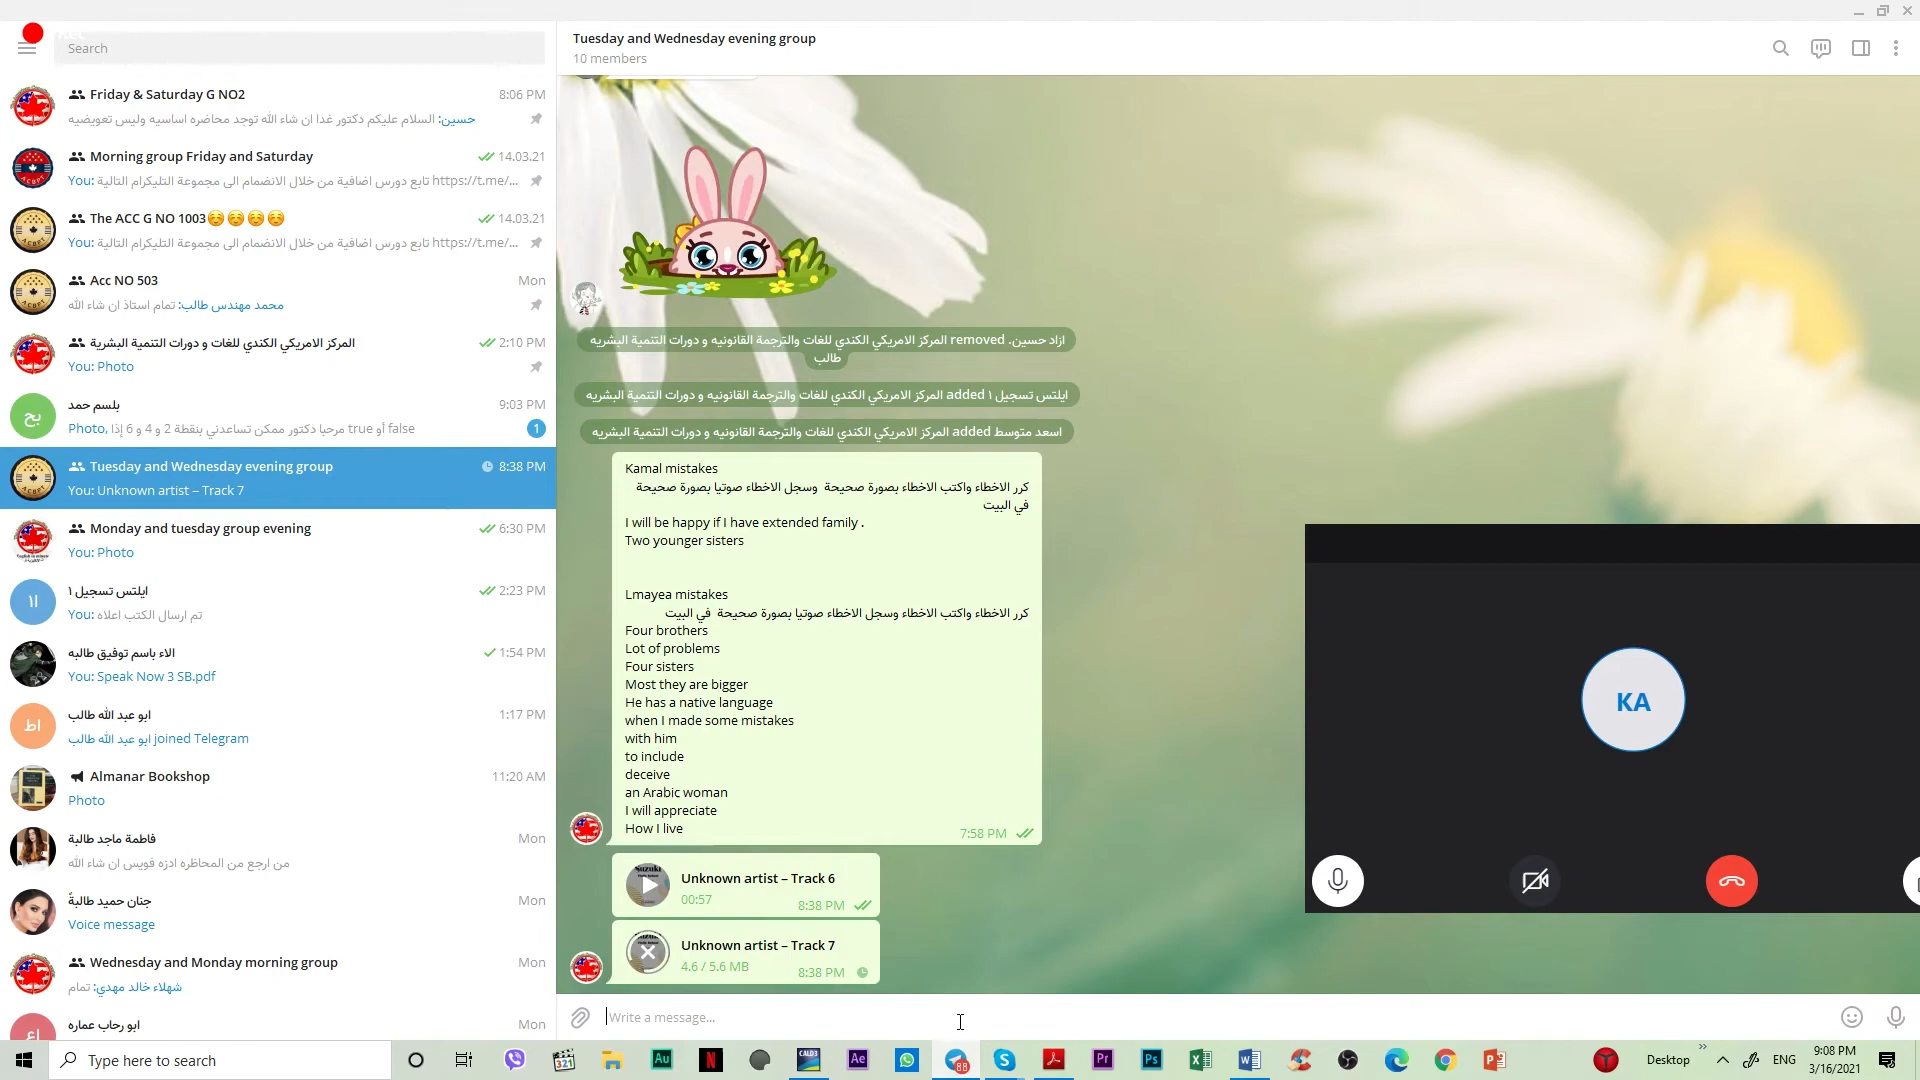 Search
Friday & Saturday G NO2
8:06 PM
حسين: السلام عليكم دكتور غدا ان شاء الله توجد محاضره اساسيه وليس تعويضيه
Morning group Friday and Saturday
14.03.21
You: تابع دورس اضافية من خلال الانضمام الى مجموعة التليكرام التالية https://t.me/...
The ACC G NO 1003
14.03.21
You: تابع دورس اضافية من خلال الانضمام الى مجموعة التليكرام التالية https://t.me/...
Acc NO 503
Mon
محمد مهندس طالب: تمام استاذ ان شاء الله
المركز الامريكي الكندي للغات و دورات التنمية البشرية
2:10 PM
You: Photo
بح
بلسم حمد
9:03 PM
Photo, مرحبا دكتور ممكن تساعدني بنقطة 2 و 4 و 6 إذا true أو false
1
Tuesday and Wednesday evening group
8:38 PM
You: Unknown artist – Track 7
Monday and tuesday group evening
6:30 PM
You: Photo
ا١
ايلتس تسجيل ١
2:23 PM
You: تم ارسال الكتب اعلاه
الاء باسم توفيق طالبه
1:54 PM
You: Speak Now 3 SB.pdf
اط
ابو عبد الله طالب
1:17 PM
ابو عبد الله طالب joined Telegram
Almanar Bookshop
11:20 AM
Photo
فاطمة ماجد طالبة
Mon
من ارجع من المحاظره ادزه فويس ان شاء الله
جنان حميد طالبةً
Mon
Voice message
Wednesday and Monday morning group
Mon
شهلاء خالد مهدي: تمام
اع
ابو رحاب عماره
Mon
Tuesday and Wednesday evening group
10 members
المركز الامريكي الكندي للغات والترجمة القانونيه و دورات التنمية البشريه removed ازاد حسين. طالب
المركز الامريكي الكندي للغات والترجمة القانونيه و دورات التنمية البشريه added ايلتس تسجيل ١
المركز الامريكي الكندي للغات والترجمة القانونيه و دورات التنمية البشريه added اسعد متوسط
Kamal mistakes
كرر الاخطاء واكتب الاخطاء بصورة صحيحة وسجل الاخطاء صوتيا بصورة صحيحة
في البيت
I will be happy if I have extended family .
Two younger sisters
Lmayea mistakes
كرر الاخطاء واكتب الاخطاء وسجل الاخطاء صوتيا بصورة صحيحة في البيت
Four brothers
Lot of problems
Four sisters
Most they are bigger
He has a native language
when I made some mistakes
with him
to include
deceive
an Arabic woman
I will appreciate
How I live
7:58 PM
Suzuki
Unknown artist – Track 6
00:57
8:38 PM
Unknown artist – Track 7
4.6 / 5.6 MB
8:38 PM
Write a message...
KA
Type here to search
321
Au
N
CALD3
Ae
88
Pr
Ps
Desktop
ENG
9:08 PM
3/16/2021